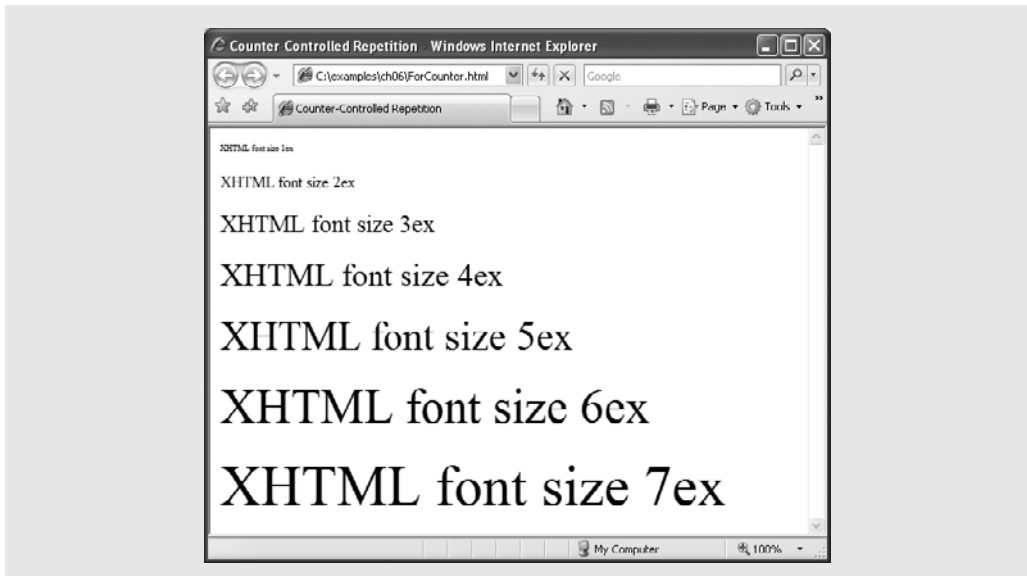 Counter Controlled Repetition - Windows Internet Explorer
C:\examples\ch06\ForCounter.html
Google
Counter-Controlled Repetition
Page
Tools
XHTML font size 1ex
XHTML font size 2ex
XHTML font size 3ex
XHTML font size 4ex
XHTML font size 5ex
XHTML font size 6ex
XHTML font size 7ex
My Computer
100%